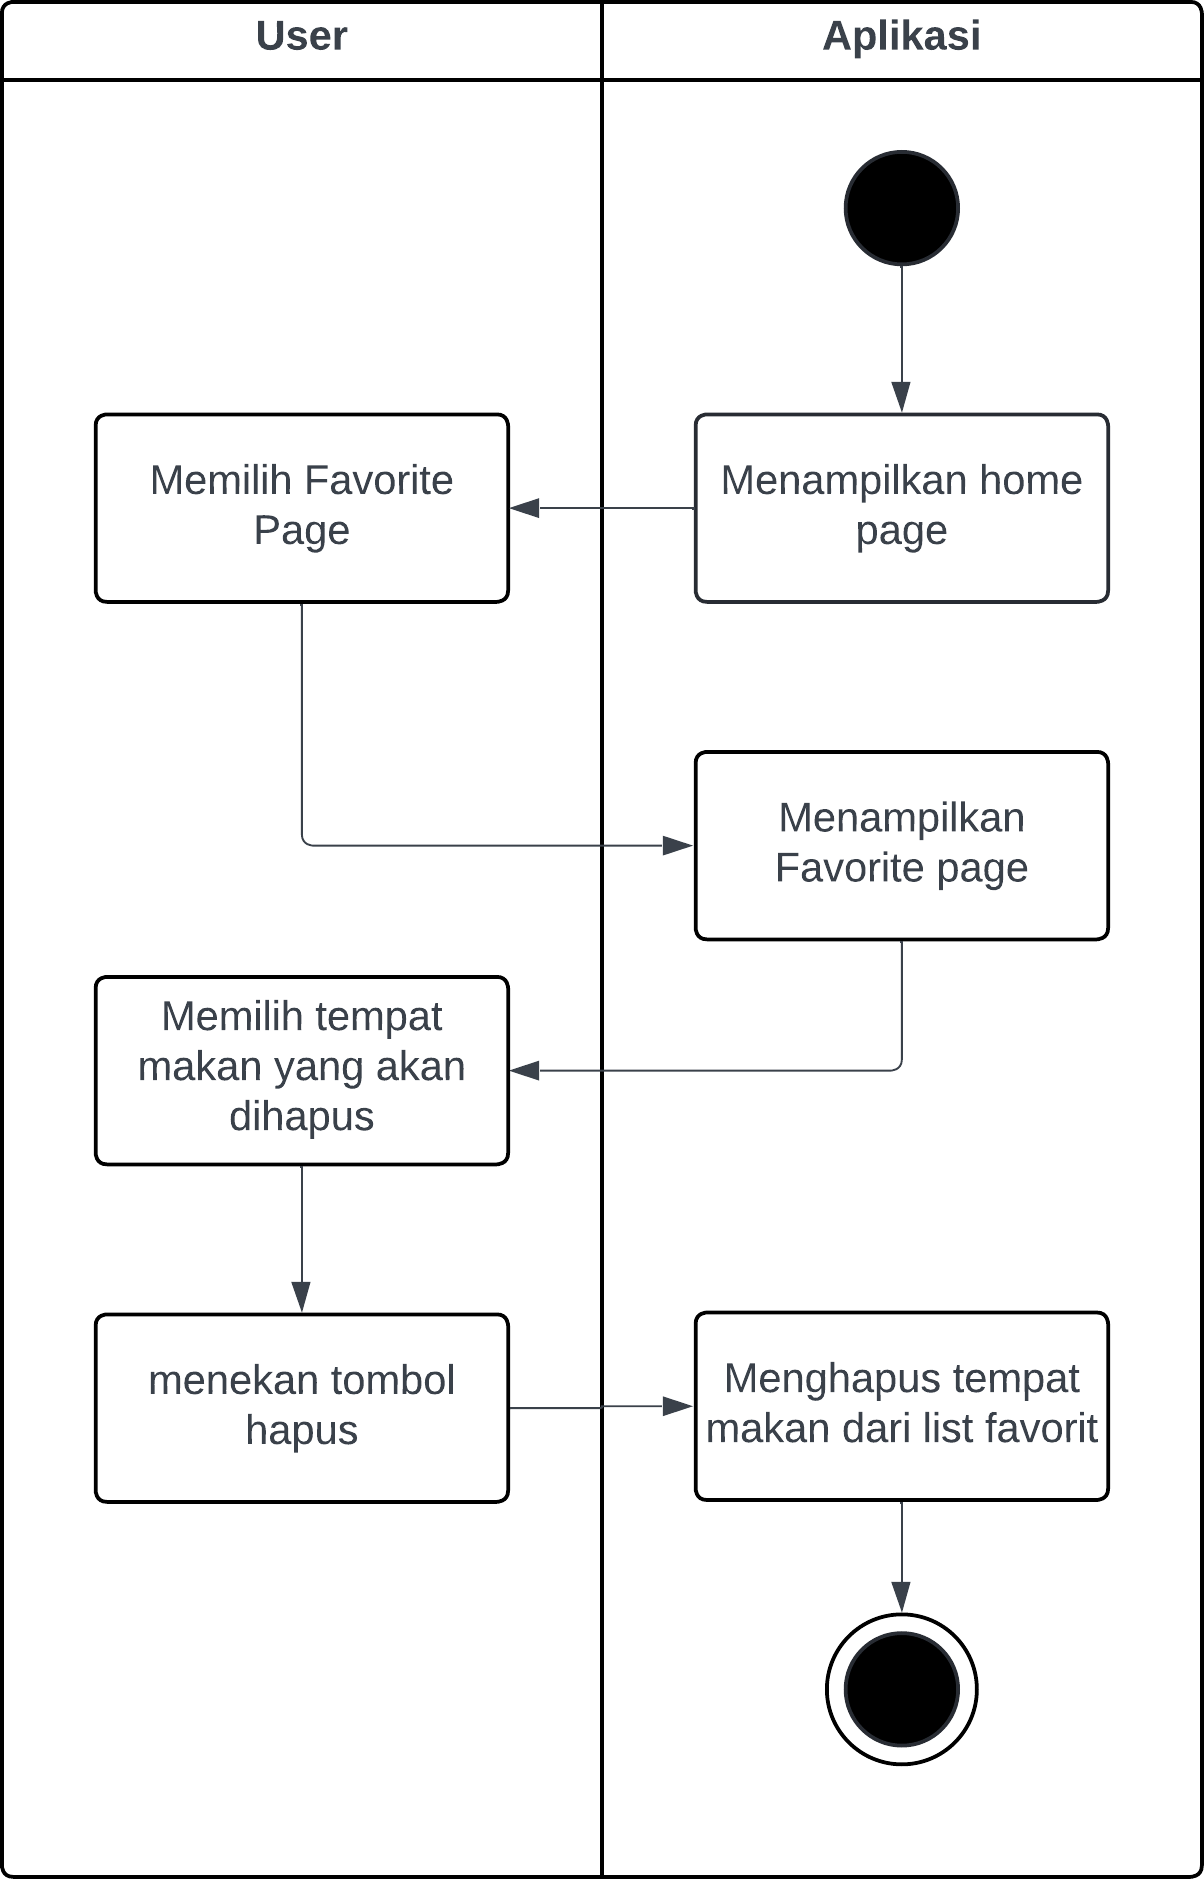 User
Aplikasi
Menampilkan home
page
Memilih Favorite
Page
Menampilkan
Favorite page
Memilih tempat
makan yang akan
dihapus
menekan tombol
hapus
Menghapus tempat
makan dari list favorit